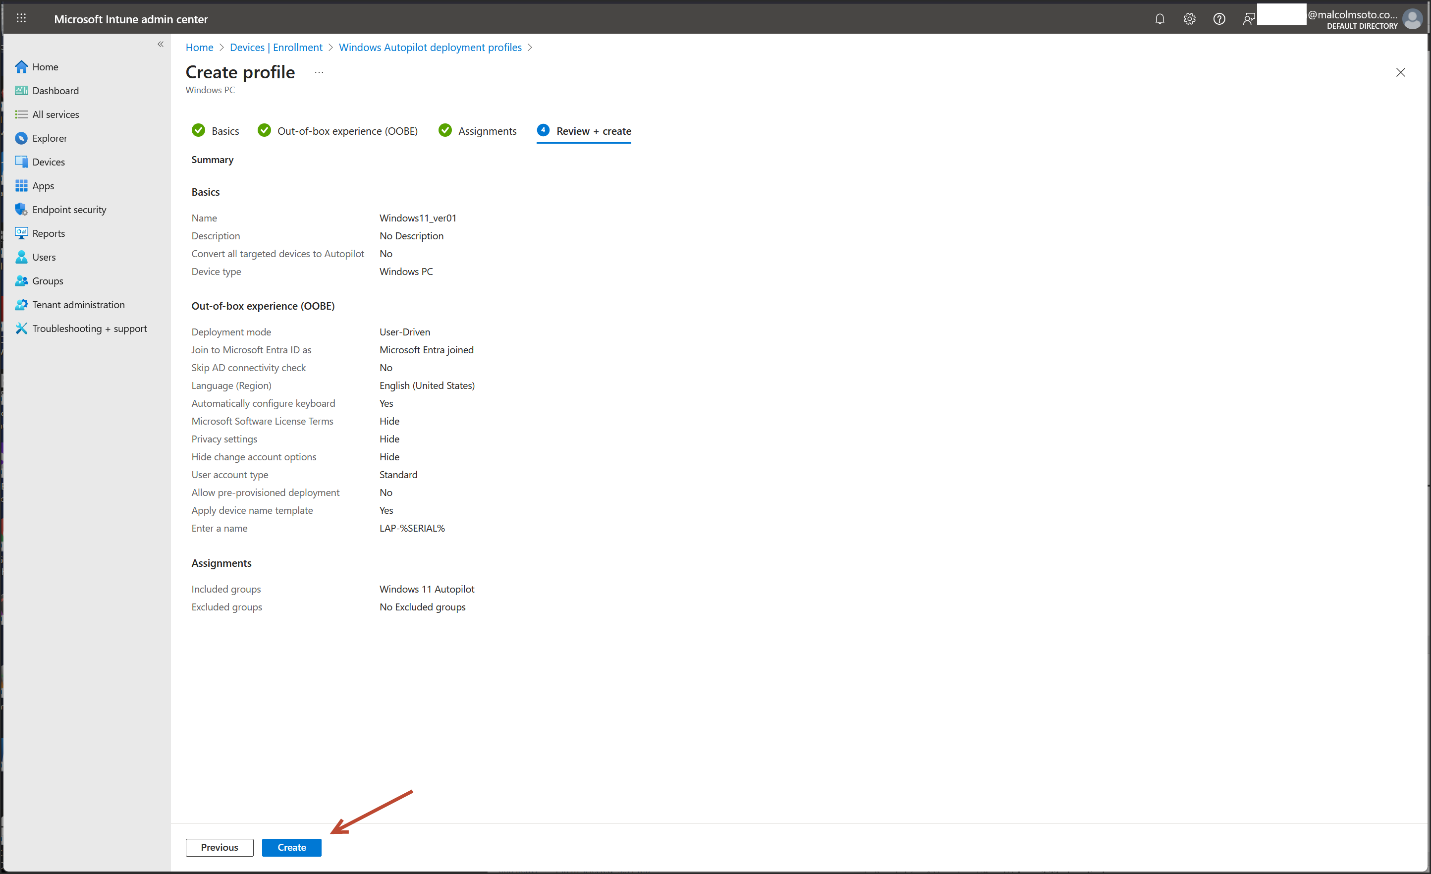 Microsoft Intune admin center
@malcolmsoto.co...
DEFAULT DIRECTORY
«
Home
Dashboard
All services
Explorer
Devices
Apps
Endpoint security
Reports
Users
Groups
Tenant administration
Troubleshooting + support
Home > Devices | Enrollment > Windows Autopilot deployment profiles >
Create profile ...
Windows PC
Basics Out-of-box experience (OOBE) Assignments 4 Review + create
Summary
Basics
Name Windows11_ver01
Description No Description
Convert all targeted devices to Autopilot No
Device type Windows PC
Out-of-box experience (OOBE)
Deployment mode User-Driven
Join to Microsoft Entra ID as Microsoft Entra joined
Skip AD connectivity check No
Language (Region) English (United States)
Automatically configure keyboard Yes
Microsoft Software License Terms Hide
Privacy settings Hide
Hide change account options Hide
User account type Standard
Allow pre-provisioned deployment No
Apply device name template Yes
Enter a name LAP-%SERIAL%
Assignments
Included groups Windows 11 Autopilot
Excluded groups No Excluded groups
Previous Create